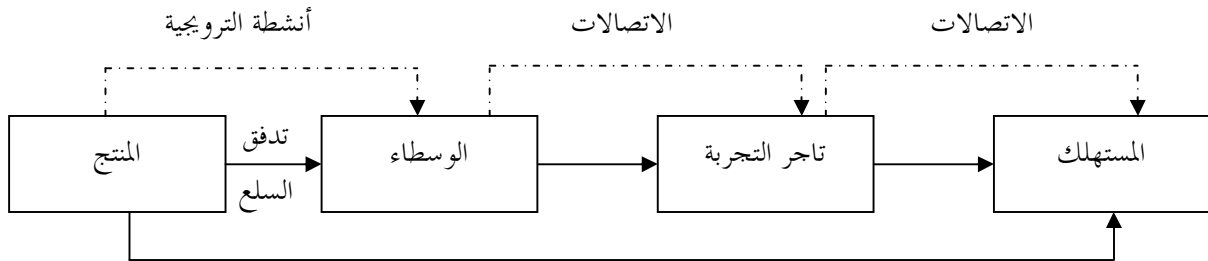 أنشطة الترويجية
الاتصالات
الاتصالات
المنتج
تدفق
السلع
الوسطاء
تاجر التجربة
المستهلك